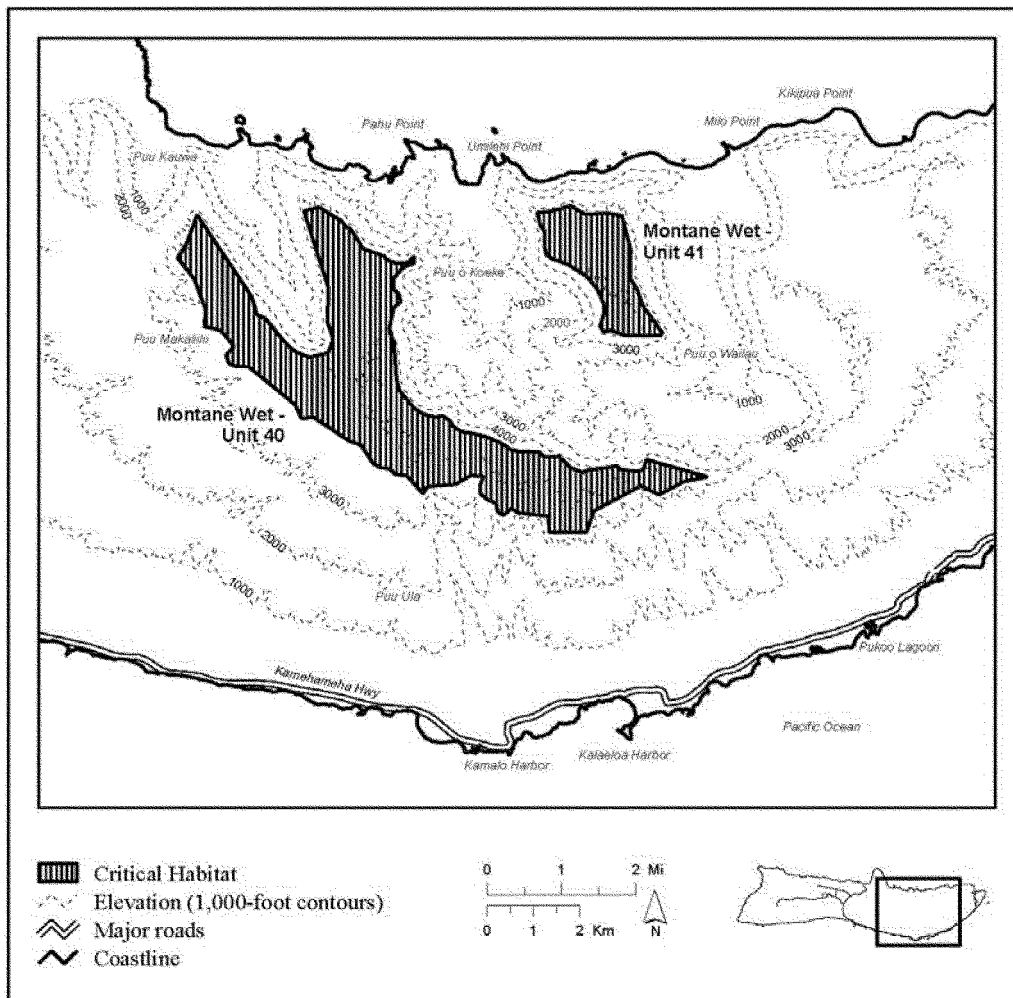 Kikipua Point
Pahu Point
Milo Point
Umilehi Point
Puu Kauwa
1000
2000
Montane Wet -
Unit 41
Puu o Koeke
1000
2000
3000
Puu Makaliilii
Puu o Wailau
1000
Montane Wet -
Unit 40
3000
4000
2000
3000
3000
2000
1000
Puu Ula
Pukoo Lagoon
Kamehameha Hwy
Pacific Ocean
Kamalo Harbor
Kalaeloa Harbor
Critical Habitat
Elevation (1,000-foot contours)
Major roads
Coastline
0 1 2 Mi
0 1 2 Km
N